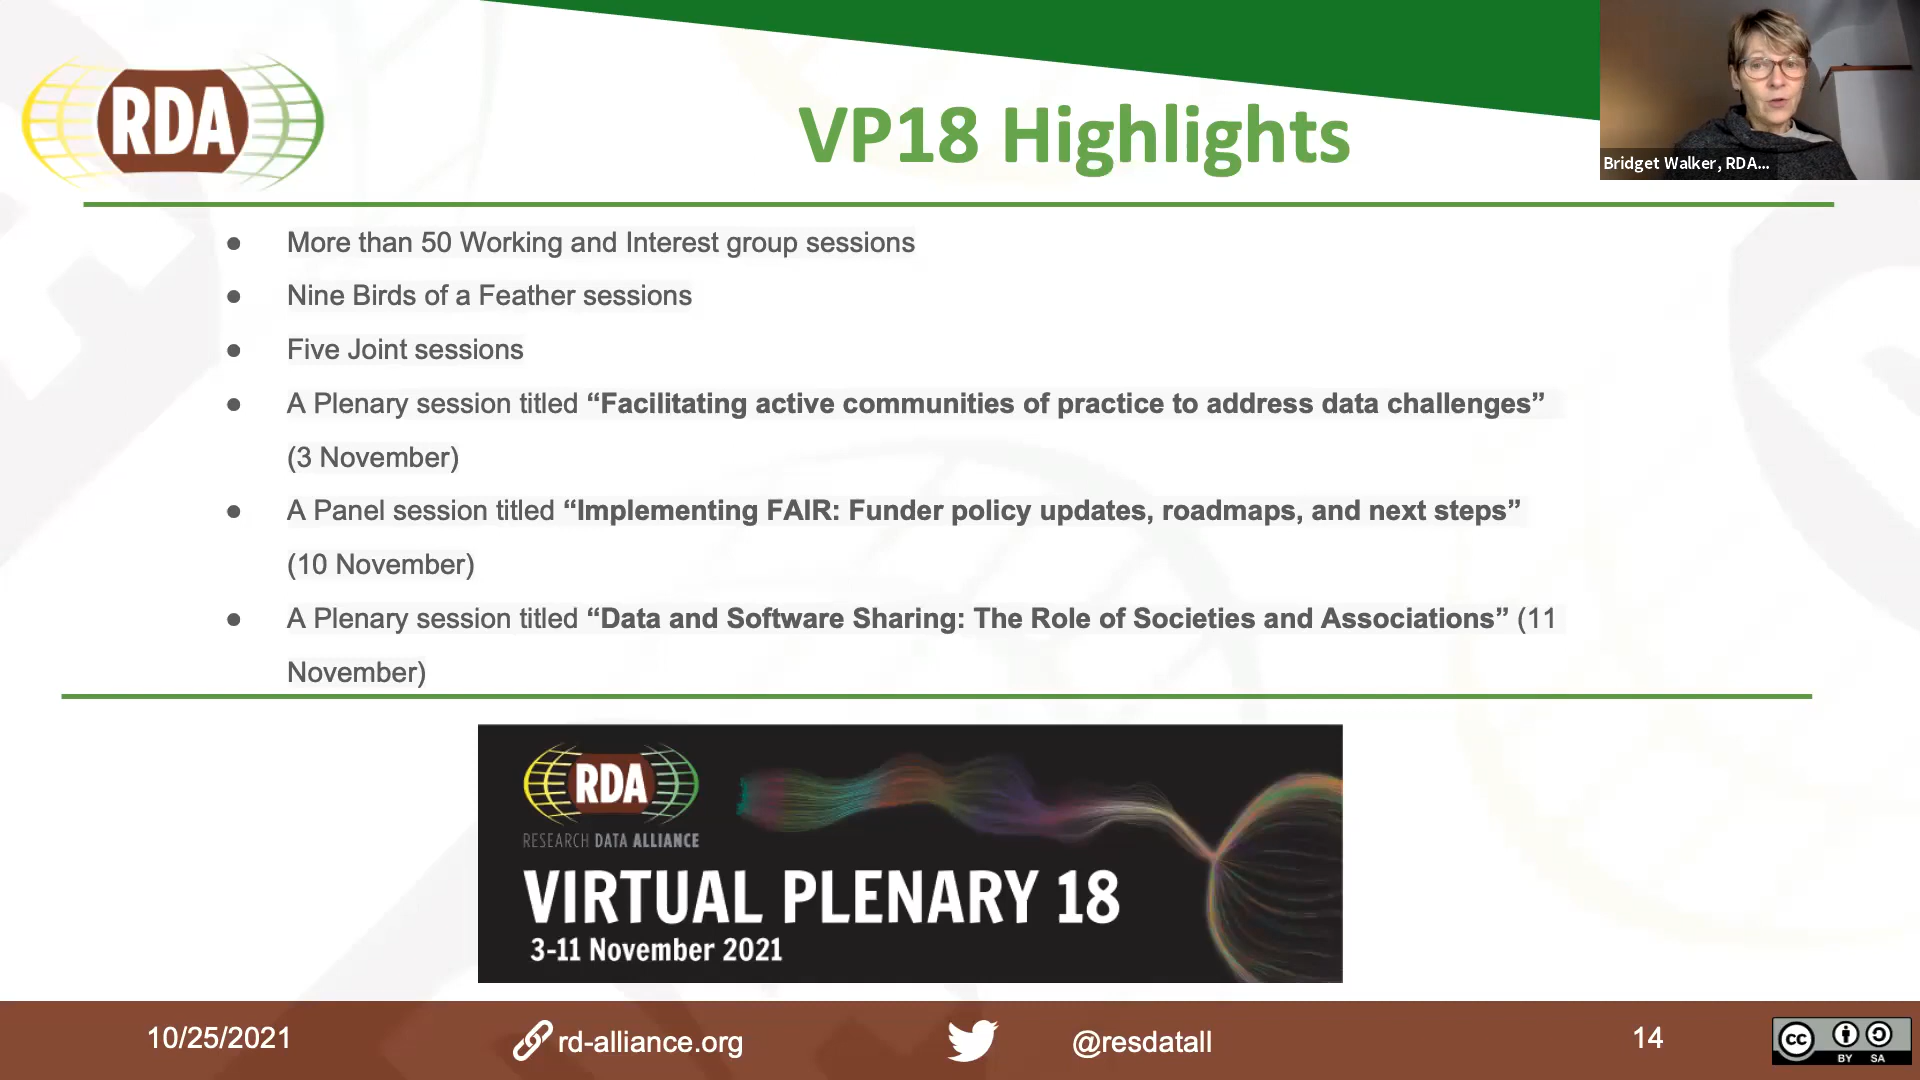 RDA
VP18 Highlights
Bridget Walker, RDA...
● More than 50 Working and Interest group sessions
● Nine Birds of a Feather sessions
● Five Joint sessions
● A Plenary session titled “Facilitating active communities of practice to address data challenges”
(3 November)
● A Panel session titled “Implementing FAIR: Funder policy updates, roadmaps, and next steps”
(10 November)
● A Plenary session titled “Data and Software Sharing: The Role of Societies and Associations” (11
November)
RDA
RESEARCH DATA ALLIANCE
VIRTUAL PLENARY 18
3-11 November 2021
10/25/2021
rd-alliance.org
@resdatall
14
cc
BY SA